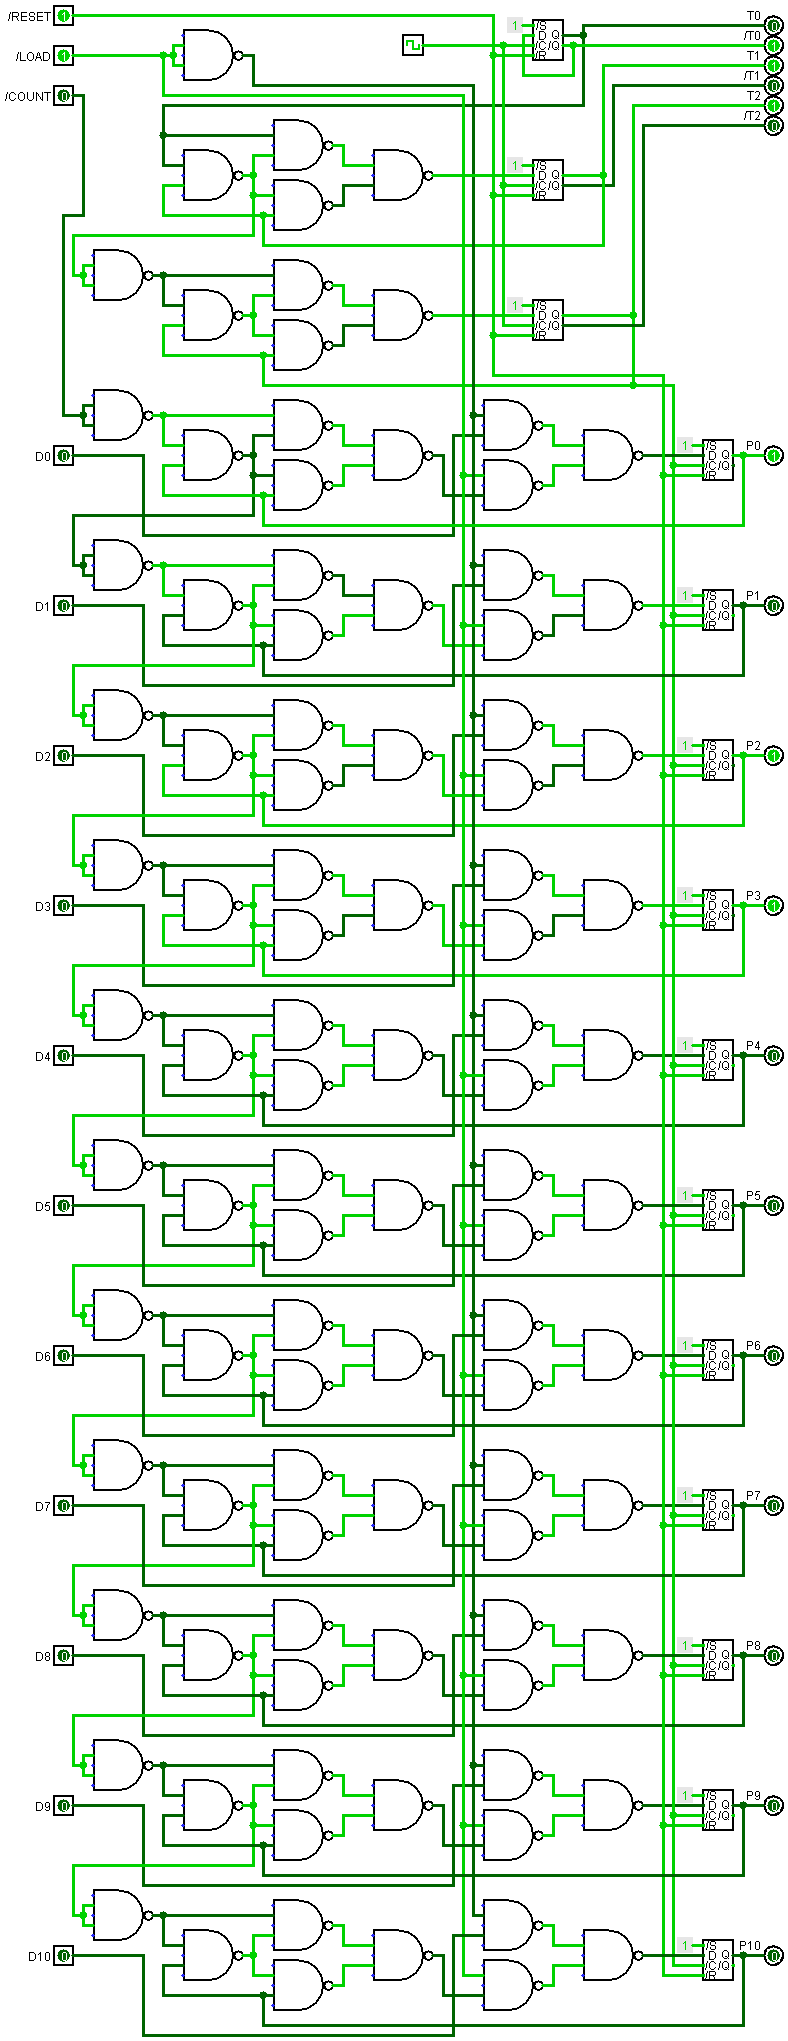 /RESET 1 1 /S D Q /C /Q /R T0 0
/T0 1
/LOAD 1 T1 1
/T1 0
/COUNT 0 T2 1
/T2 0
1 /S D Q /C /Q /R
1 /S D Q /C /Q /R
D0 0 1 /S D Q /C /Q /R P0 1
D1 0 1 /S D Q /C /Q /R P1 0
D2 0 1 /S D Q /C /Q /R P2 1
D3 0 1 /S D Q /C /Q /R P3 1
D4 0 1 /S D Q /C /Q /R P4 0
D5 0 1 /S D Q /C /Q /R P5 0
D6 0 1 /S D Q /C /Q /R P6 0
D7 0 1 /S D Q /C /Q /R P7 0
D8 0 1 /S D Q /C /Q /R P8 0
D9 0 1 /S D Q /C /Q /R P9 0
D10 0 1 /S D Q /C /Q /R P10 0